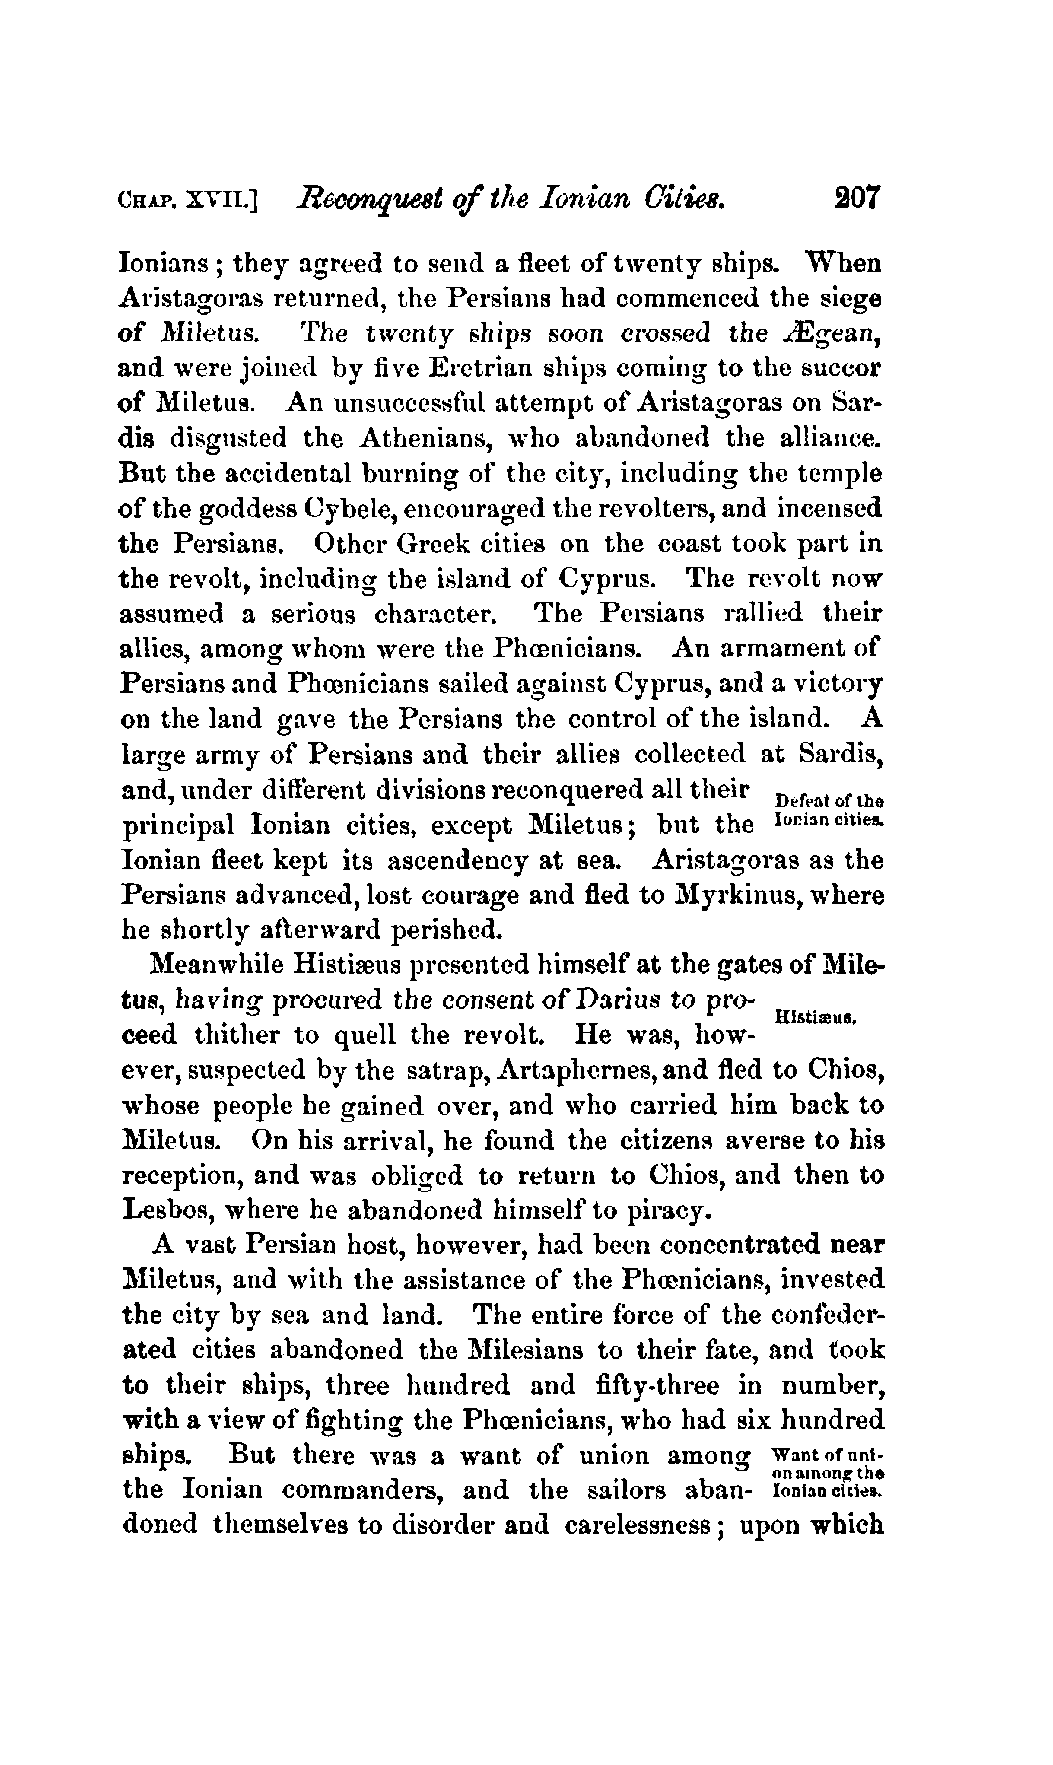 CHAP. XVII.] Reconquest of the Ionian Cities. 207
Ionians ; they agreed to send a fleet of twenty ships. When
Aristagoras returned, the Persians had commenced the siege
of Miletus. The twenty ships soon crossed the Ægean,
and were joined by five Eretrian ships coming to the succor
of Miletus. An unsuccessful attempt of Aristagoras on Sar-
dis disgusted the Athenians, who abandoned the alliance.
But the accidental burning of the city, including the temple
of the goddess Cybele, encouraged the revolters, and incensed
the Persians. Other Greek cities on the coast took part in
the revolt, including the island of Cyprus. The revolt now
assumed a serious character. The Persians rallied their
allies, among whom were the Phœnicians. An armament of
Persians and Phœnicians sailed against Cyprus, and a victory
on the land gave the Persians the control of the island. A
large army of Persians and their allies collected at Sardis,
and, under different divisions reconquered all their
Defeat of the
principal Ionian cities, except Miletus ; but the
Ionian cities.
Ionian fleet kept its ascendency at sea. Aristagoras as the
Persians advanced, lost courage and fled to Myrkinus, where
he shortly afterward perished.
Meanwhile Histiæus presented himself at the gates of Mile-
tus, having procured the consent of Darius to pro-
Histiæus.
ceed thither to quell the revolt. He was, how-
ever, suspected by the satrap, Artaphernes, and fled to Chios,
whose people he gained over, and who carried him back to
Miletus. On his arrival, he found the citizens averse to his
reception, and was obliged to return to Chios, and then to
Lesbos, where he abandoned himself to piracy.
A vast Persian host, however, had been concentrated near
Miletus, and with the assistance of the Phœnicians, invested
the city by sea and land. The entire force of the confeder-
ated cities abandoned the Milesians to their fate, and took
to their ships, three hundred and fifty-three in number,
with a view of fighting the Phœnicians, who had six hundred
ships. But there was a want of union among
Want of uni-
on among the
the Ionian commanders, and the sailors aban-
Ionian cities.
doned themselves to disorder and carelessness ; upon which